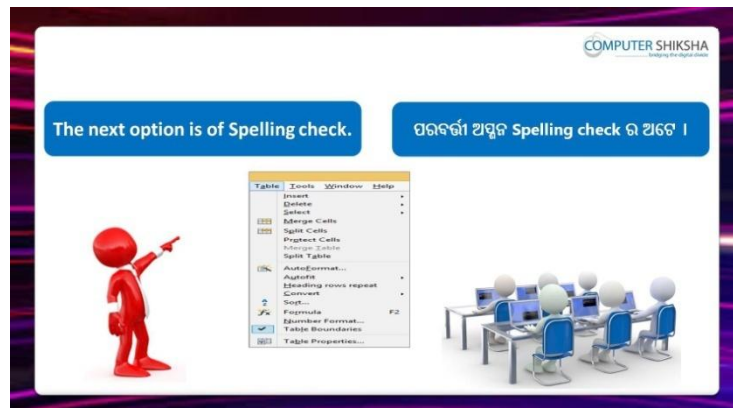 COMPUTER SHIKSHA
bridging the digital divide
The next option is of Spelling check.
ପରବର୍ତ୍ତୀ ଅପ୍ସନ Spelling check ର ଅଟେ ।
Table Tools Window Help
Insert
Delete
Select
Merge Cells
Split Cells
Protect Cells
Merge Table
Split Table
AutoFormat...
Autofit
Heading rows repeat
Convert
Sort...
Formula F2
Number Format...
Table Boundaries
Table Properties...